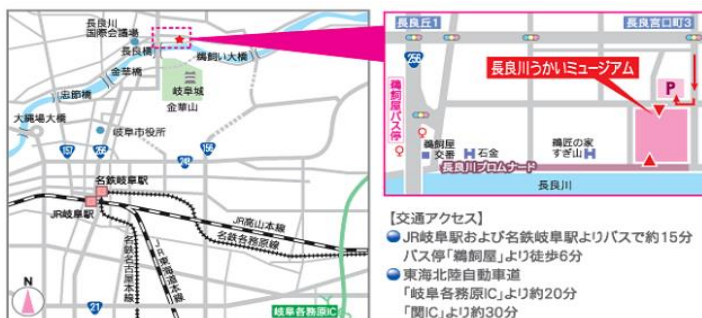 長良川
国際会議場
長良橋
鵜飼い大橋
金華橋
岐阜城
金華山
忠節橋
大縄場大橋
岐阜市役所
157
256
248
156
名鉄岐阜駅
JR岐阜駅
JR高山本線
名鉄各務原線
名鉄名古屋本線
JR東海道本線
N
21
岐阜各務原IC
長良丘1
長良宮口町3
256
長良川うかいミュージアム
P
鵜飼屋バス停
鵜飼屋
交番
石金
鵜匠の家
すぎ山
長良川プロムナード
長良川
【交通アクセス】
JR岐阜駅および名鉄岐阜駅よりバスで約15分
バス停「鵜飼屋」より徒歩6分
東海北陸自動車道
「岐阜各務原IC」より約20分
「関IC」より約30分